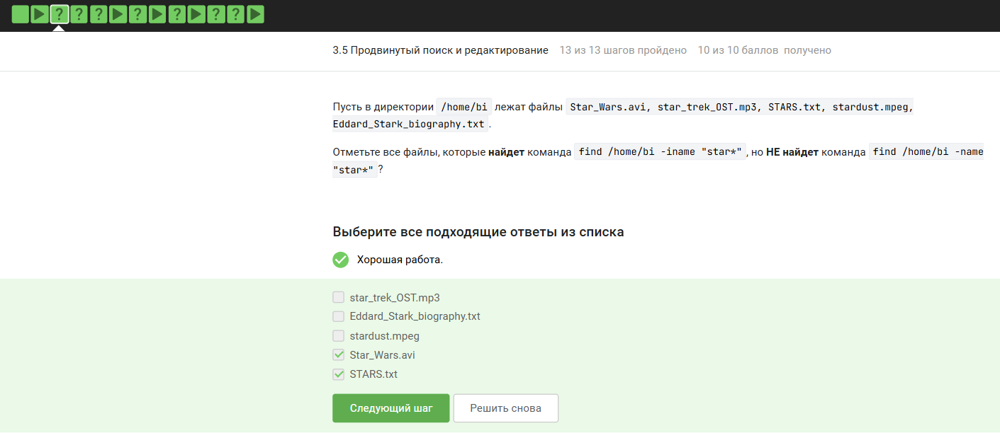 ? ? ? ? ? ? ?
3.5 Продвинутый поиск и редактирование 13 из 13 шагов пройдено 10 из 10 баллов получено
Пусть в директории /home/bi лежат файлы Star_Wars.avi, star_trek_OST.mp3, STARS.txt, stardust.mpeg,
Eddard_Stark_biography.txt.
Отметьте все файлы, которые найдет команда find /home/bi -iname "star*", но НЕ найдет команда find /home/bi -name
"star*" ?
Выберите все подходящие ответы из списка
Хорошая работа.
star_trek_OST.mp3
Eddard_Stark_biography.txt
stardust.mpeg
Star_Wars.avi
STARS.txt
Следующий шаг Решить снова